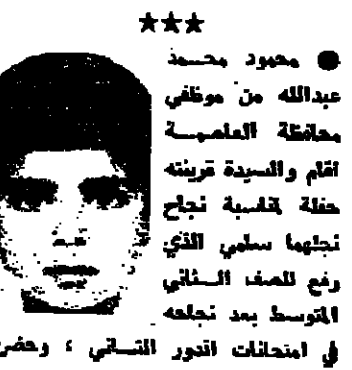 محمود محمد
عبدالله من موظفي
محافظة العاصمة
اقام والسيدة قرينته
حفلة لمناسبة نجاح
نجلهما سامي الذي
رفع للصف الثاني
المتوسط بعد نجاحه
في امتحانات الدور الثاني ؛ وحضر